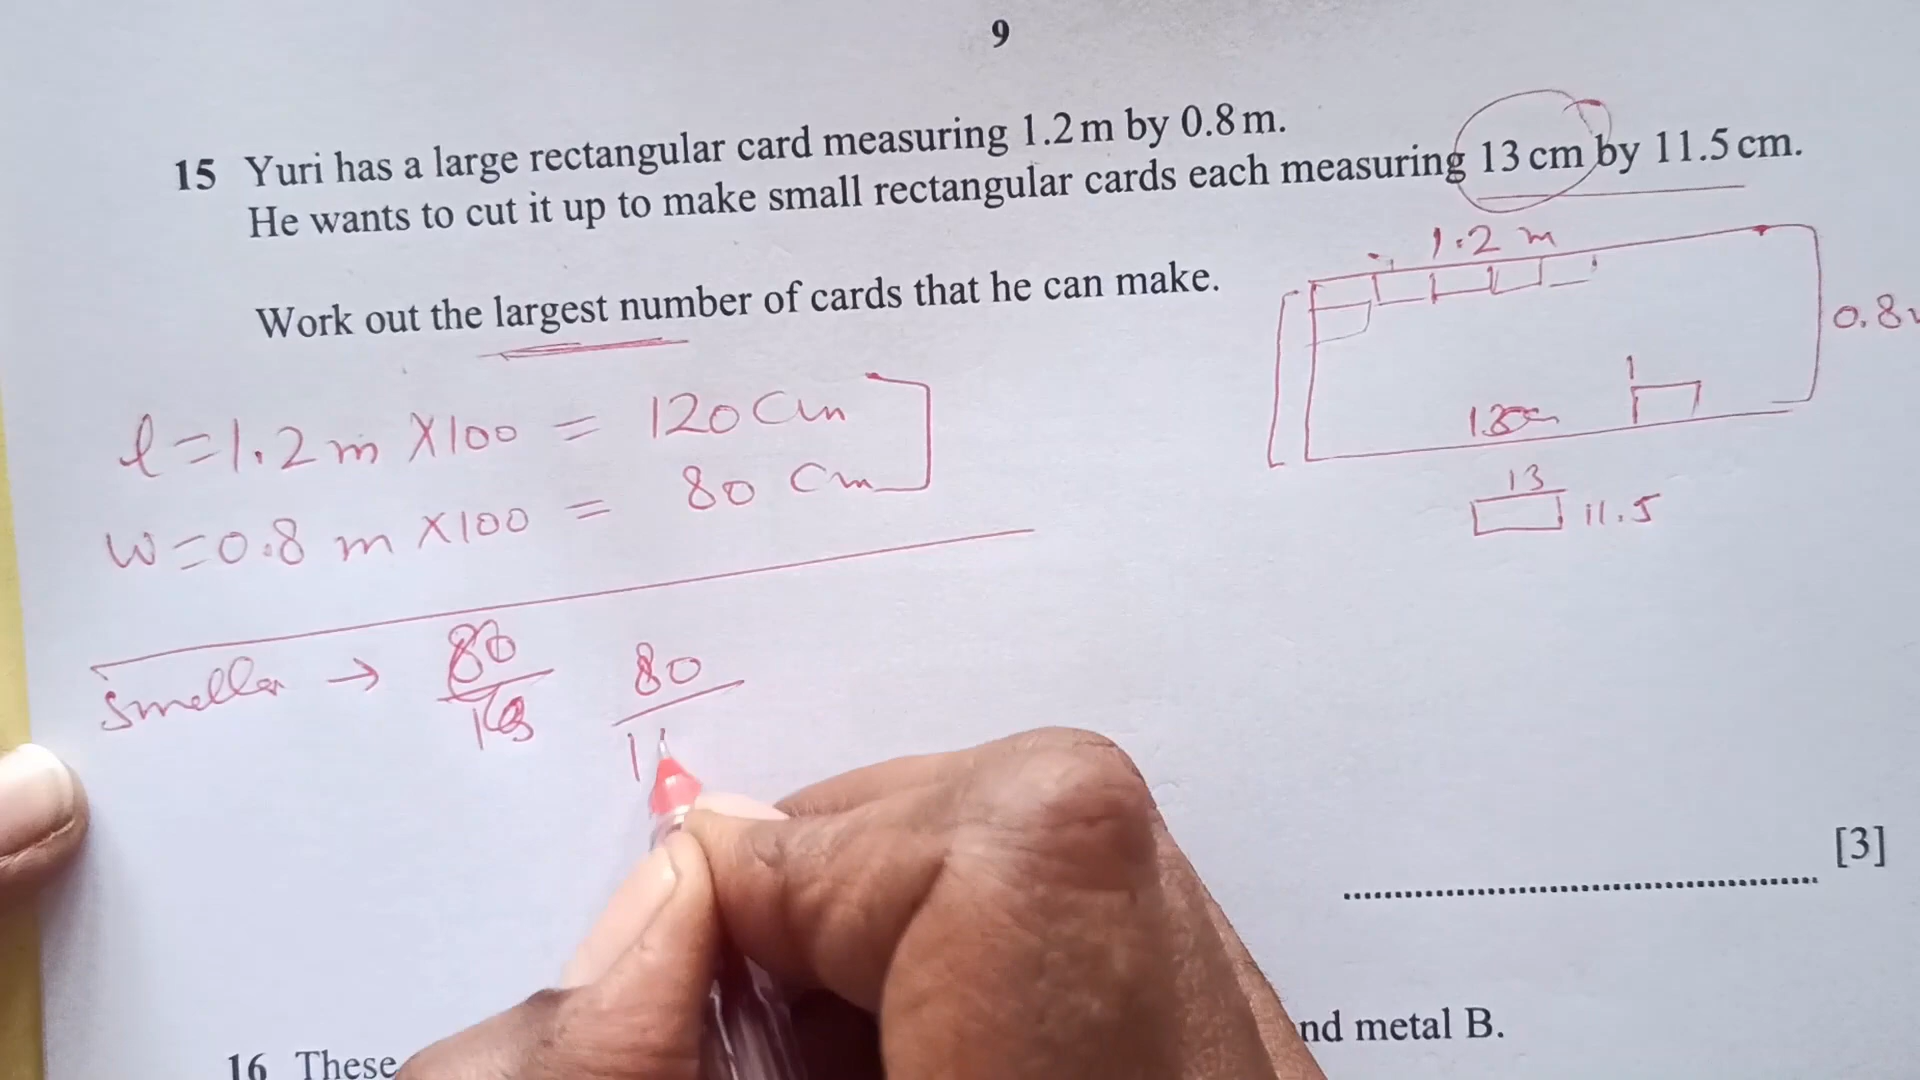 9
15 Yuri has a large rectangular card measuring 1.2 m by 0.8 m.
He wants to cut it up to make small rectangular cards each measuring 13 cm by 11.5 cm.
Work out the largest number of cards that he can make.
1.2 m
0.8
13
11.5
l = 1.2 m X100 = 120 Cm
w = 0.8 m X100 = 80 Cm
smaller → 80
80
[3]
nd metal B.
16 These